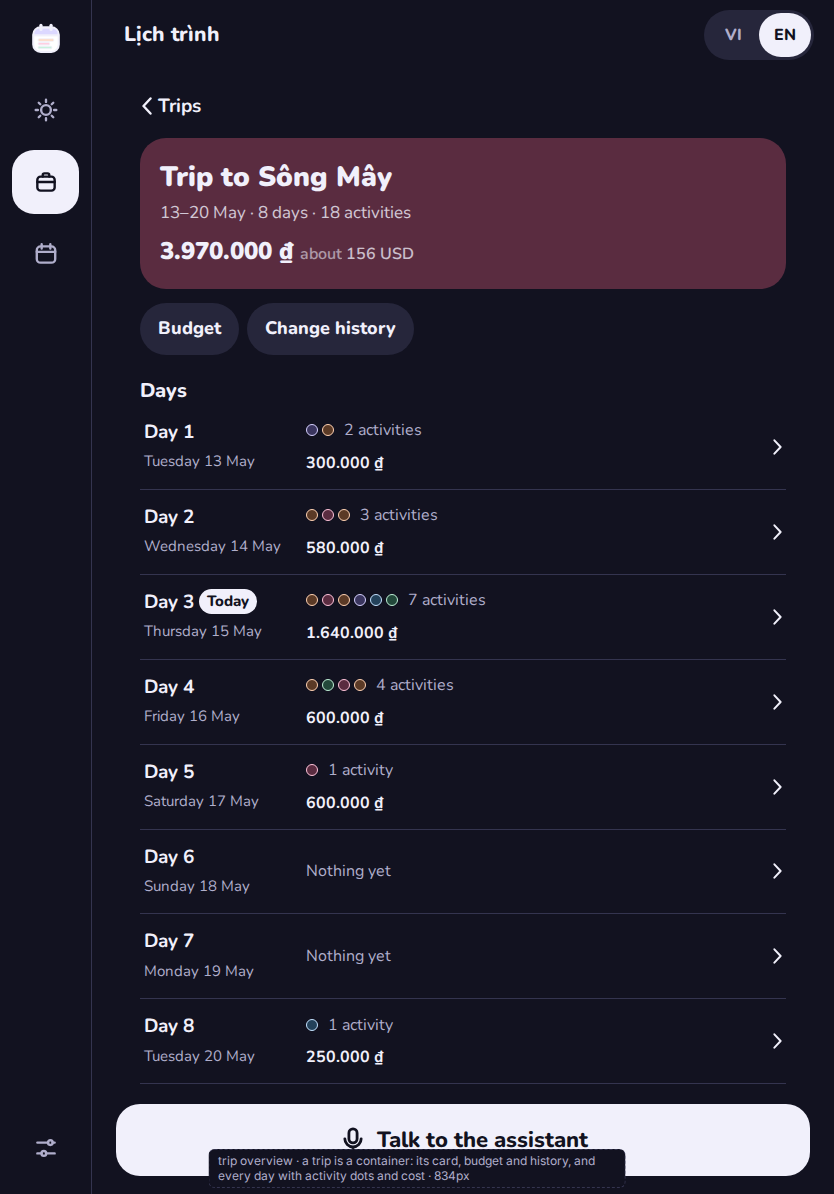 Lịch trình
VI EN
Trips
Trip to Sông Mây
13–20 May · 8 days · 18 activities
3.970.000 ₫ about 156 USD
Budget Change history
Days
Day 1 2 activities
Tuesday 13 May 300.000 ₫
Day 2 3 activities
Wednesday 14 May 580.000 ₫
Day 3 Today 7 activities
Thursday 15 May 1.640.000 ₫
Day 4 4 activities
Friday 16 May 600.000 ₫
Day 5 1 activity
Saturday 17 May 600.000 ₫
Day 6
Nothing yet
Sunday 18 May
Day 7
Nothing yet
Monday 19 May
Day 8 1 activity
Tuesday 20 May 250.000 ₫
Talk to the assistant
trip overview · a trip is a container: its card, budget and history, and
every day with activity dots and cost · 834px